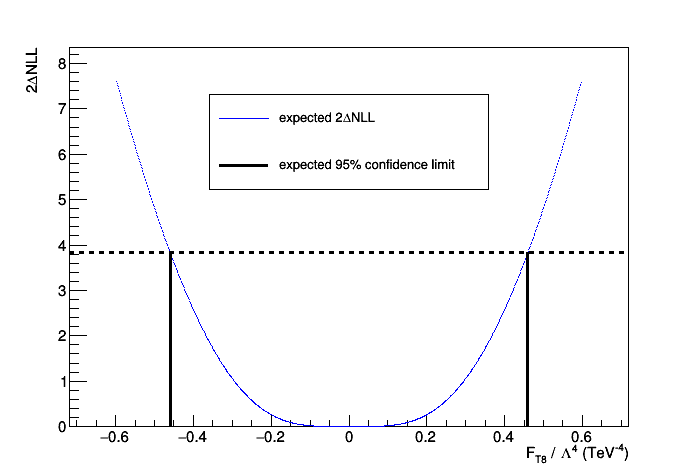 2ΔNLL
8
7
6
5
4
3
2
1
0
expected 2ΔNLL
expected 95% confidence limit
−0.6 −0.4 −0.2 0 0.2 0.4 0.6
F_T8 / Λ^4 (TeV^-4)